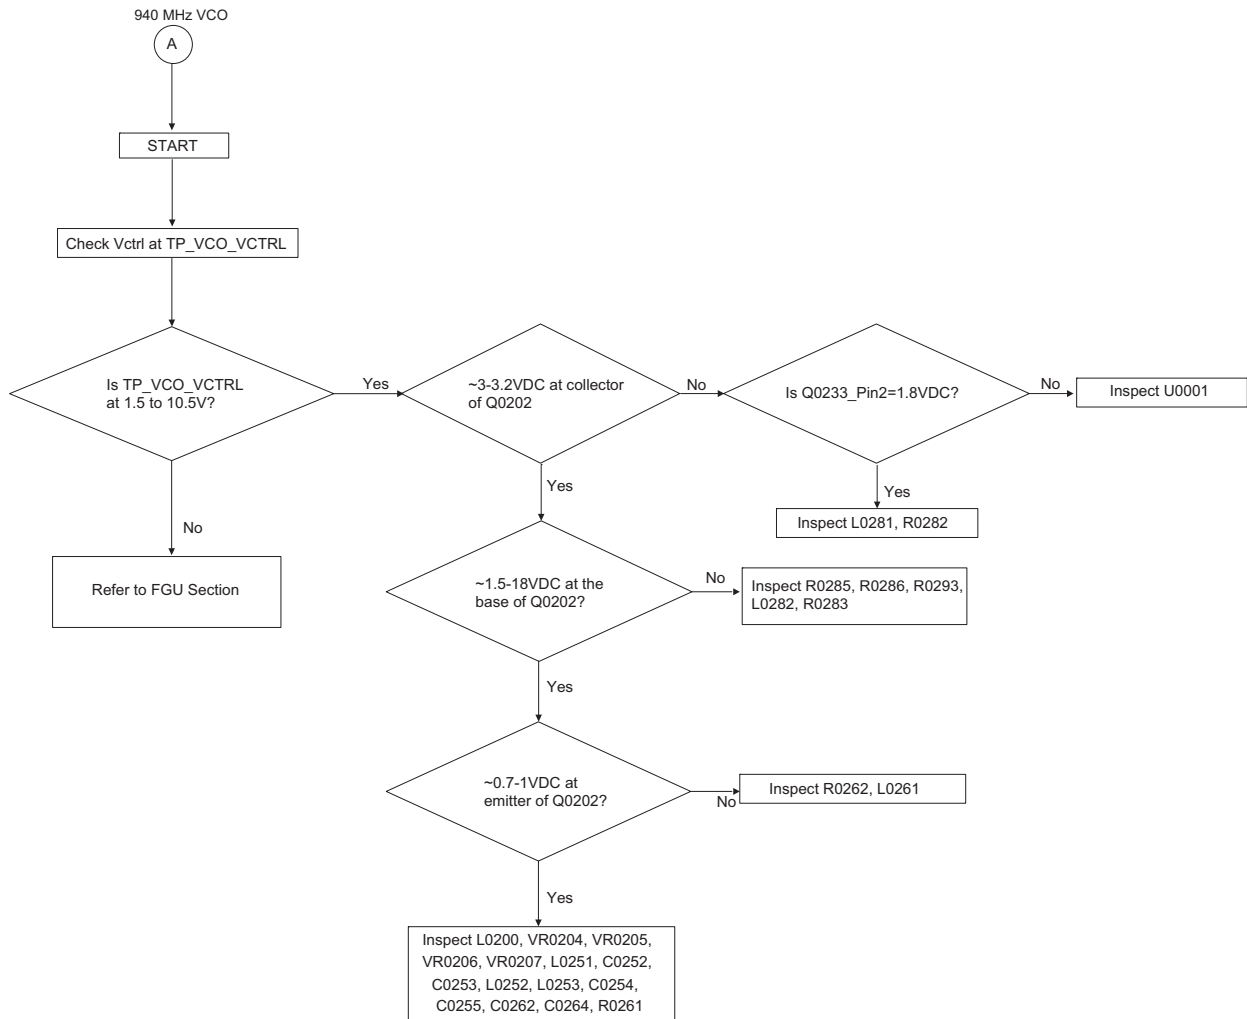 940 MHz VCO
A
START
Check Vctrl at TP_VCO_VCTRL
Is TP_VCO_VCTRL
at 1.5 to 10.5V?
Yes
~3-3.2VDC at collector
of Q0202
No
Is Q0233_Pin2=1.8VDC?
No
Inspect U0001
Yes
Yes
Inspect L0281, R0282
No
Refer to FGU Section
~1.5-18VDC at the
base of Q0202?
No
Inspect R0285, R0286, R0293,
L0282, R0283
Yes
~0.7-1VDC at
emitter of Q0202?
No
Inspect R0262, L0261
Yes
Inspect L0200, VR0204, VR0205,
VR0206, VR0207, L0251, C0252,
C0253, L0252, L0253, C0254,
C0255, C0262, C0264, R0261